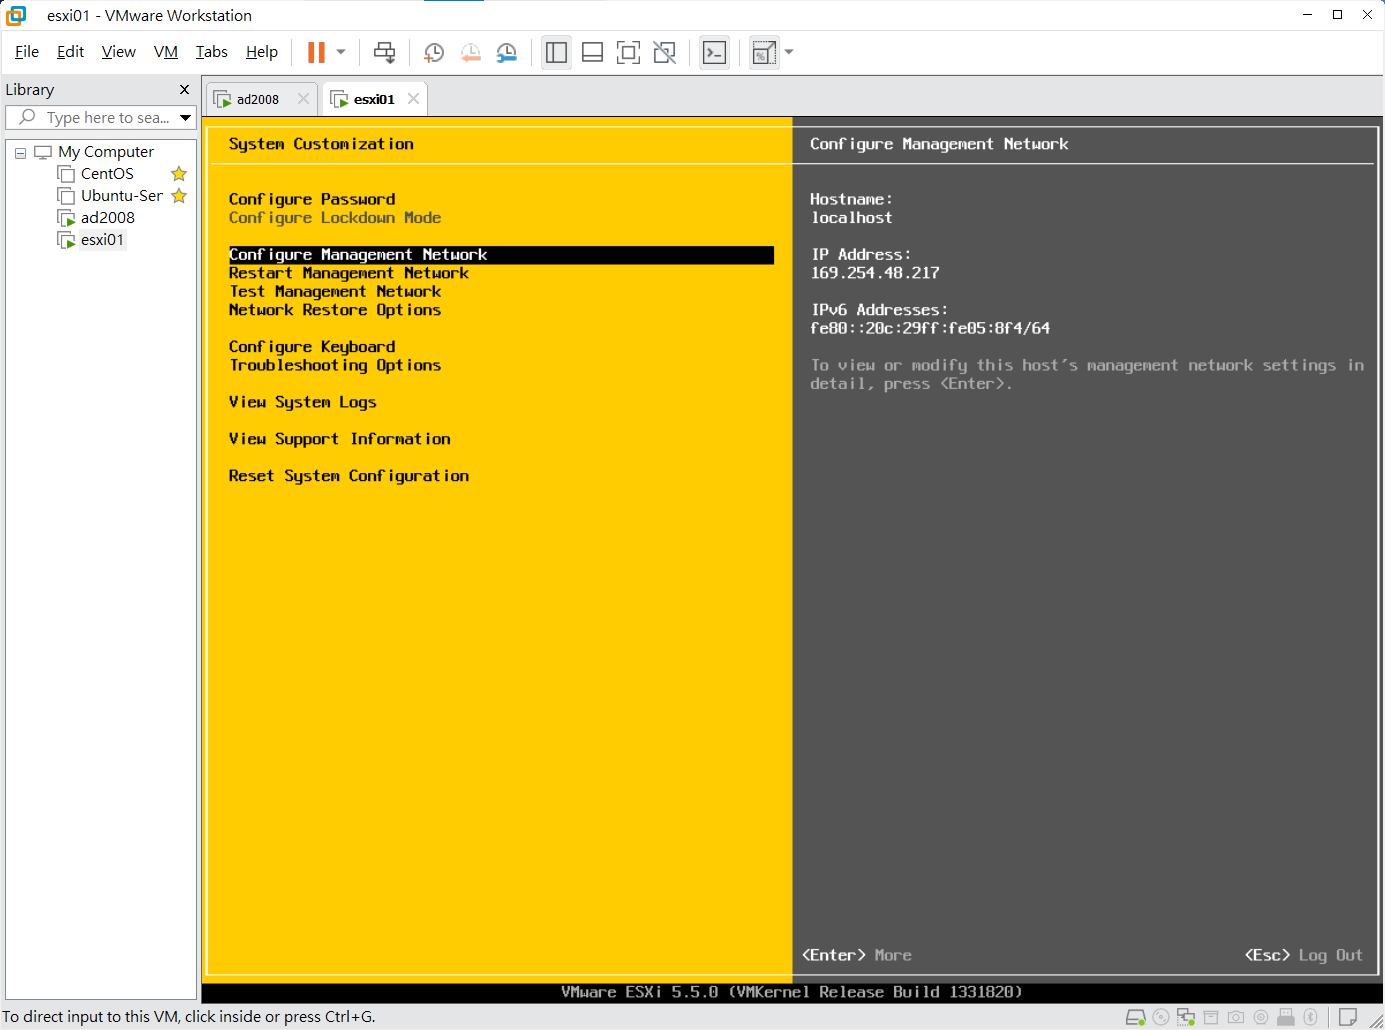 esxi01 - VMware Workstation
File Edit View VM Tabs Help
Library
ad2008
esxi01
Type here to sea...
My Computer
CentOS
Ubuntu-Ser
ad2008
esxi01
System Customization
Configure Password
Configure Lockdown Mode
Configure Management Network
Restart Management Network
Test Management Network
Network Restore Options
Configure Keyboard
Troubleshooting Options
View System Logs
View Support Information
Reset System Configuration
Configure Management Network
Hostname:
localhost
IP Address:
169.254.48.217
IPv6 Addresses:
fe80::20c:29ff:fe05:8f4/64
To view or modify this host's management network settings in
detail, press <Enter>.
<Enter> More
<Esc> Log Out
VMware ESXi 5.5.0 (VMKernel Release Build 1331820)
To direct input to this VM, click inside or press Ctrl+G.